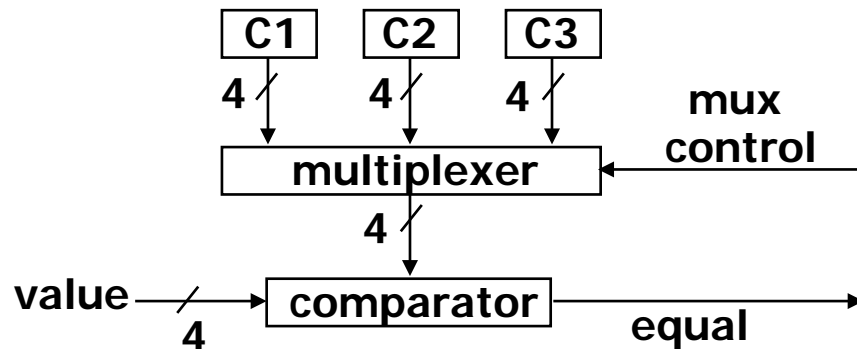 C1 C2 C3
4 4 4
mux
control
multiplexer
4
value
4
comparator
equal